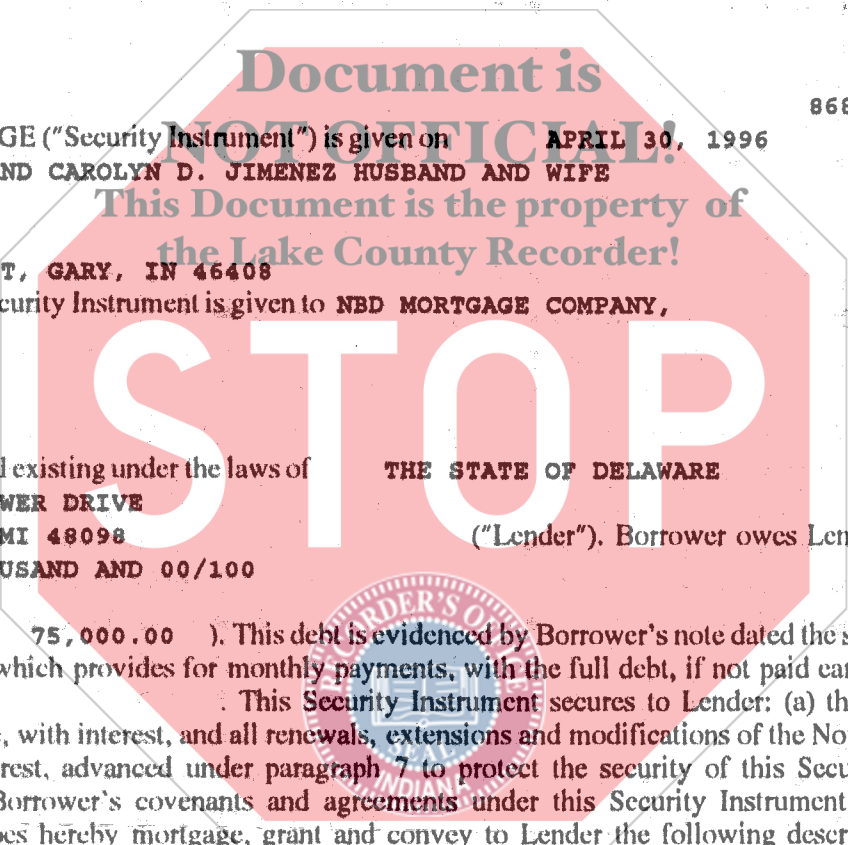 Document is
868
GE ("Security Instrument") is given on APRIL 30, 1996
NOT OFFICIAL!
ND CAROLYN D. JIMENEZ HUSBAND AND WIFE
This Document is the property of
the Lake County Recorder!
T, GARY, IN 46408
curity Instrument is given to NBD MORTGAGE COMPANY,
STOP
existing under the laws of THE STATE OF DELAWARE
WER DRIVE
MI 48098 ("Lender"). Borrower owes Len
USAND AND 00/100
75,000.00 ). This debt is evidenced by Borrower's note dated the s
which provides for monthly payments, with the full debt, if not paid ear
. This Security Instrument secures to Lender: (a) th
, with interest, and all renewals, extensions and modifications of the No
rest, advanced under paragraph 7 to protect the security of this Secu
Borrower's covenants and agreements under this Security Instrument
oes hereby mortgage, grant and convey to Lender the following descr
RECORDER'S OFFICE
SEAL
INDIANA